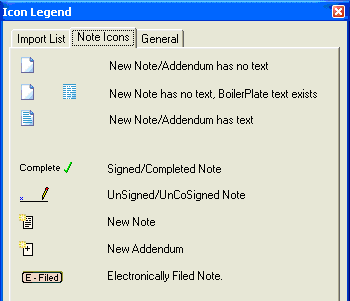 Icon Legend
Import List Note Icons General
New Note/Addendum has no text
New Note has no text, BoilerPlate text exists
New Note/Addendum has text
Complete Signed/Completed Note
x UnSigned/UnCoSigned Note
New Note
New Addendum
E - Filed Electronically Filed Note.